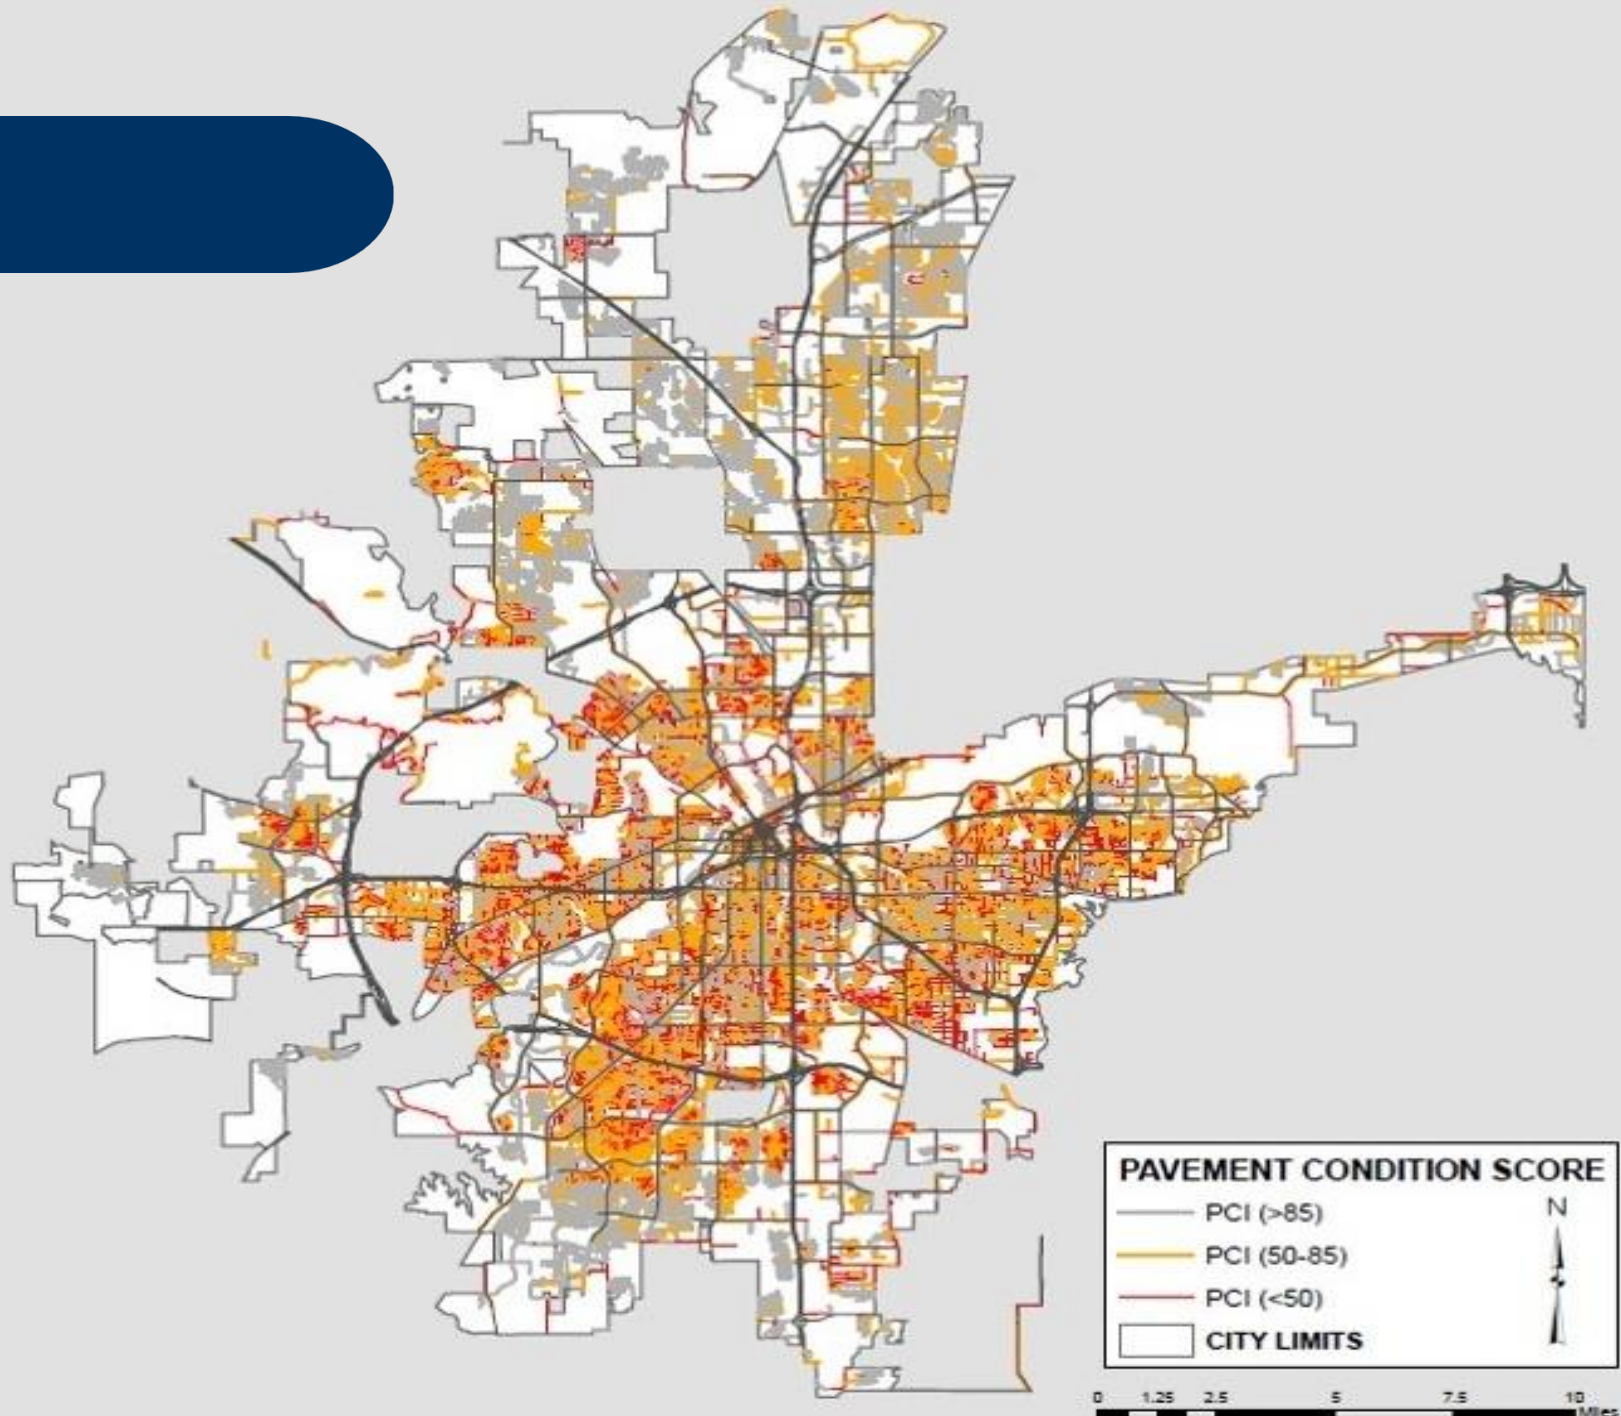 PAVEMENT CONDITION SCORE
PCI (>85)
N
PCI (50-85)
PCI (<50)
CITY LIMITS
0 1.25 2.5 5 7.5 10
Miles